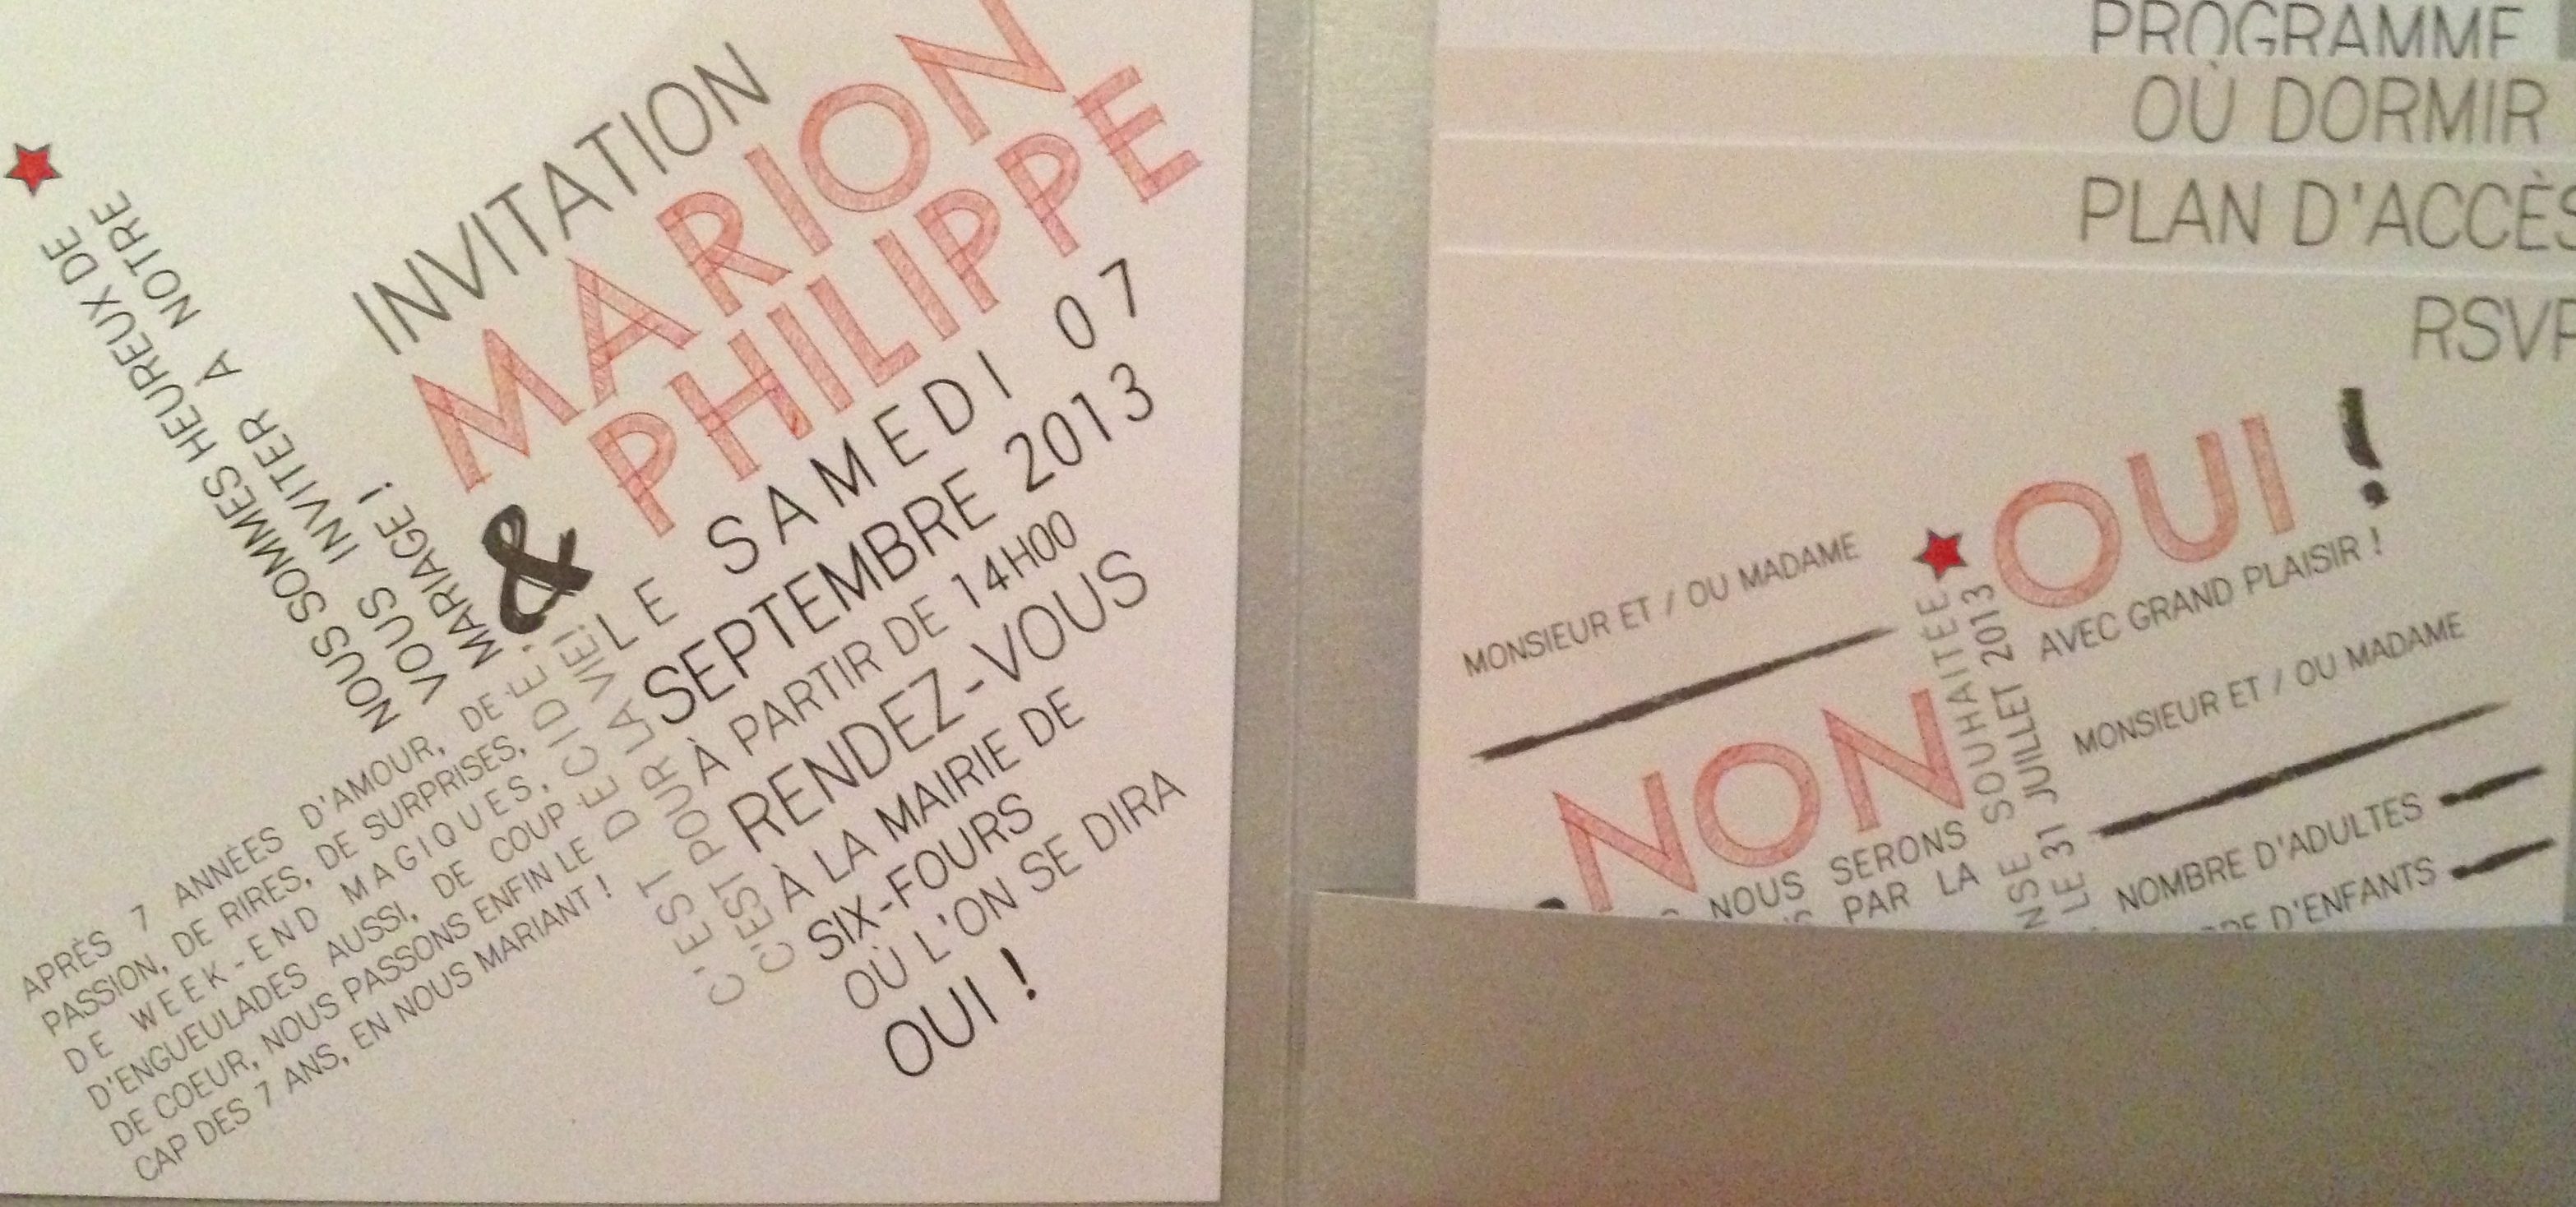 INVITATION
MARION
& PHILIPPE
LE SAMEDI 07
SEPTEMBRE 2013
À PARTIR DE 14H00
RENDEZ-VOUS
À LA MAIRIE DE
SIX-FOURS
OÙ L'ON SE DIRA
OUI !
NOUS SOMMES HEUREUX DE
VOUS INVITER A NOTRE
MARIAGE !
APRÈS 7 ANNÉES D'AMOUR, DE
PASSION, DE RIRES, DE SURPRISES,
DE WEEK-END MAGIQUES,
D'ENGUEULADES AUSSI, DE COUP
DE COEUR, NOUS PASSONS ENFIN LE
CAP DES 7 ANS, EN NOUS MARIANT !
C'EST POUR LA VIE!
PROGRAMME
OÙ DORMIR
PLAN D'ACCÈS
RSVP
OUI !
AVEC GRAND PLAISIR !
MONSIEUR ET / OU MADAME
NOMBRE D'ADULTES
D'ENFANTS
MONSIEUR ET / OU MADAME
NON
NOUS SERONS
PAR LA
SOUHAITÉE
LE 31 JUILLET 2013